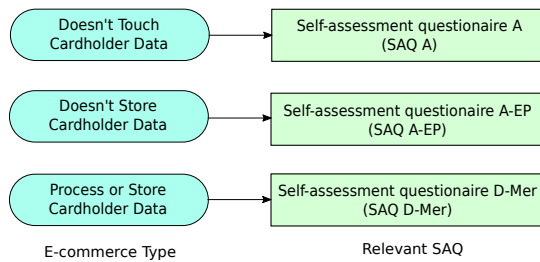 Doesn't Touch
Cardholder Data
Self-assessment questionaire A
(SAQ A)
Doesn't Store
Cardholder Data
Self-assessment questionaire A-EP
(SAQ A-EP)
Process or Store
Cardholder Data
Self-assessment questionaire D-Mer
(SAQ D-Mer)
E-commerce Type
Relevant SAQ